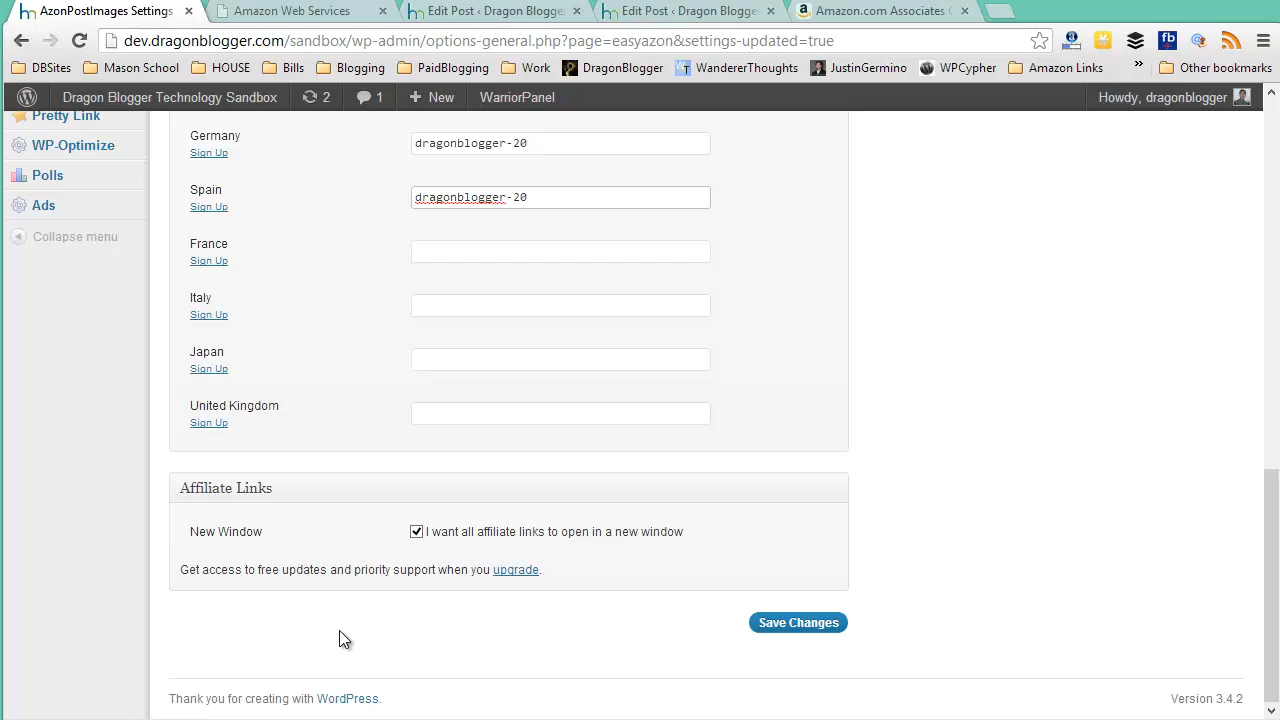 AzonPostImages Settings
Amazon Web Services
Edit Post ‹ Dragon Blogge
Edit Post ‹ Dragon Blogge
Amazon.com Associates C
dev.dragonblogger.com/sandbox/wp-admin/options-general.php?page=easyazon&settings-updated=true
DBSites
Mason School
HOUSE
Bills
Blogging
PaidBlogging
Work
DragonBlogger
WandererThoughts
JustinGermino
WPCypher
Amazon Links
»
Other bookmarks
Dragon Blogger Technology Sandbox
2
1
New
WarriorPanel
Howdy, dragonblogger
Pretty Link
WP-Optimize
Polls
Ads
Collapse menu
Germany
Sign Up
dragonblogger-20
Spain
Sign Up
dragonblogger-20
France
Sign Up
Italy
Sign Up
Japan
Sign Up
United Kingdom
Sign Up
Affiliate Links
New Window
I want all affiliate links to open in a new window
Get access to free updates and priority support when you upgrade.
Save Changes
Thank you for creating with WordPress.
Version 3.4.2